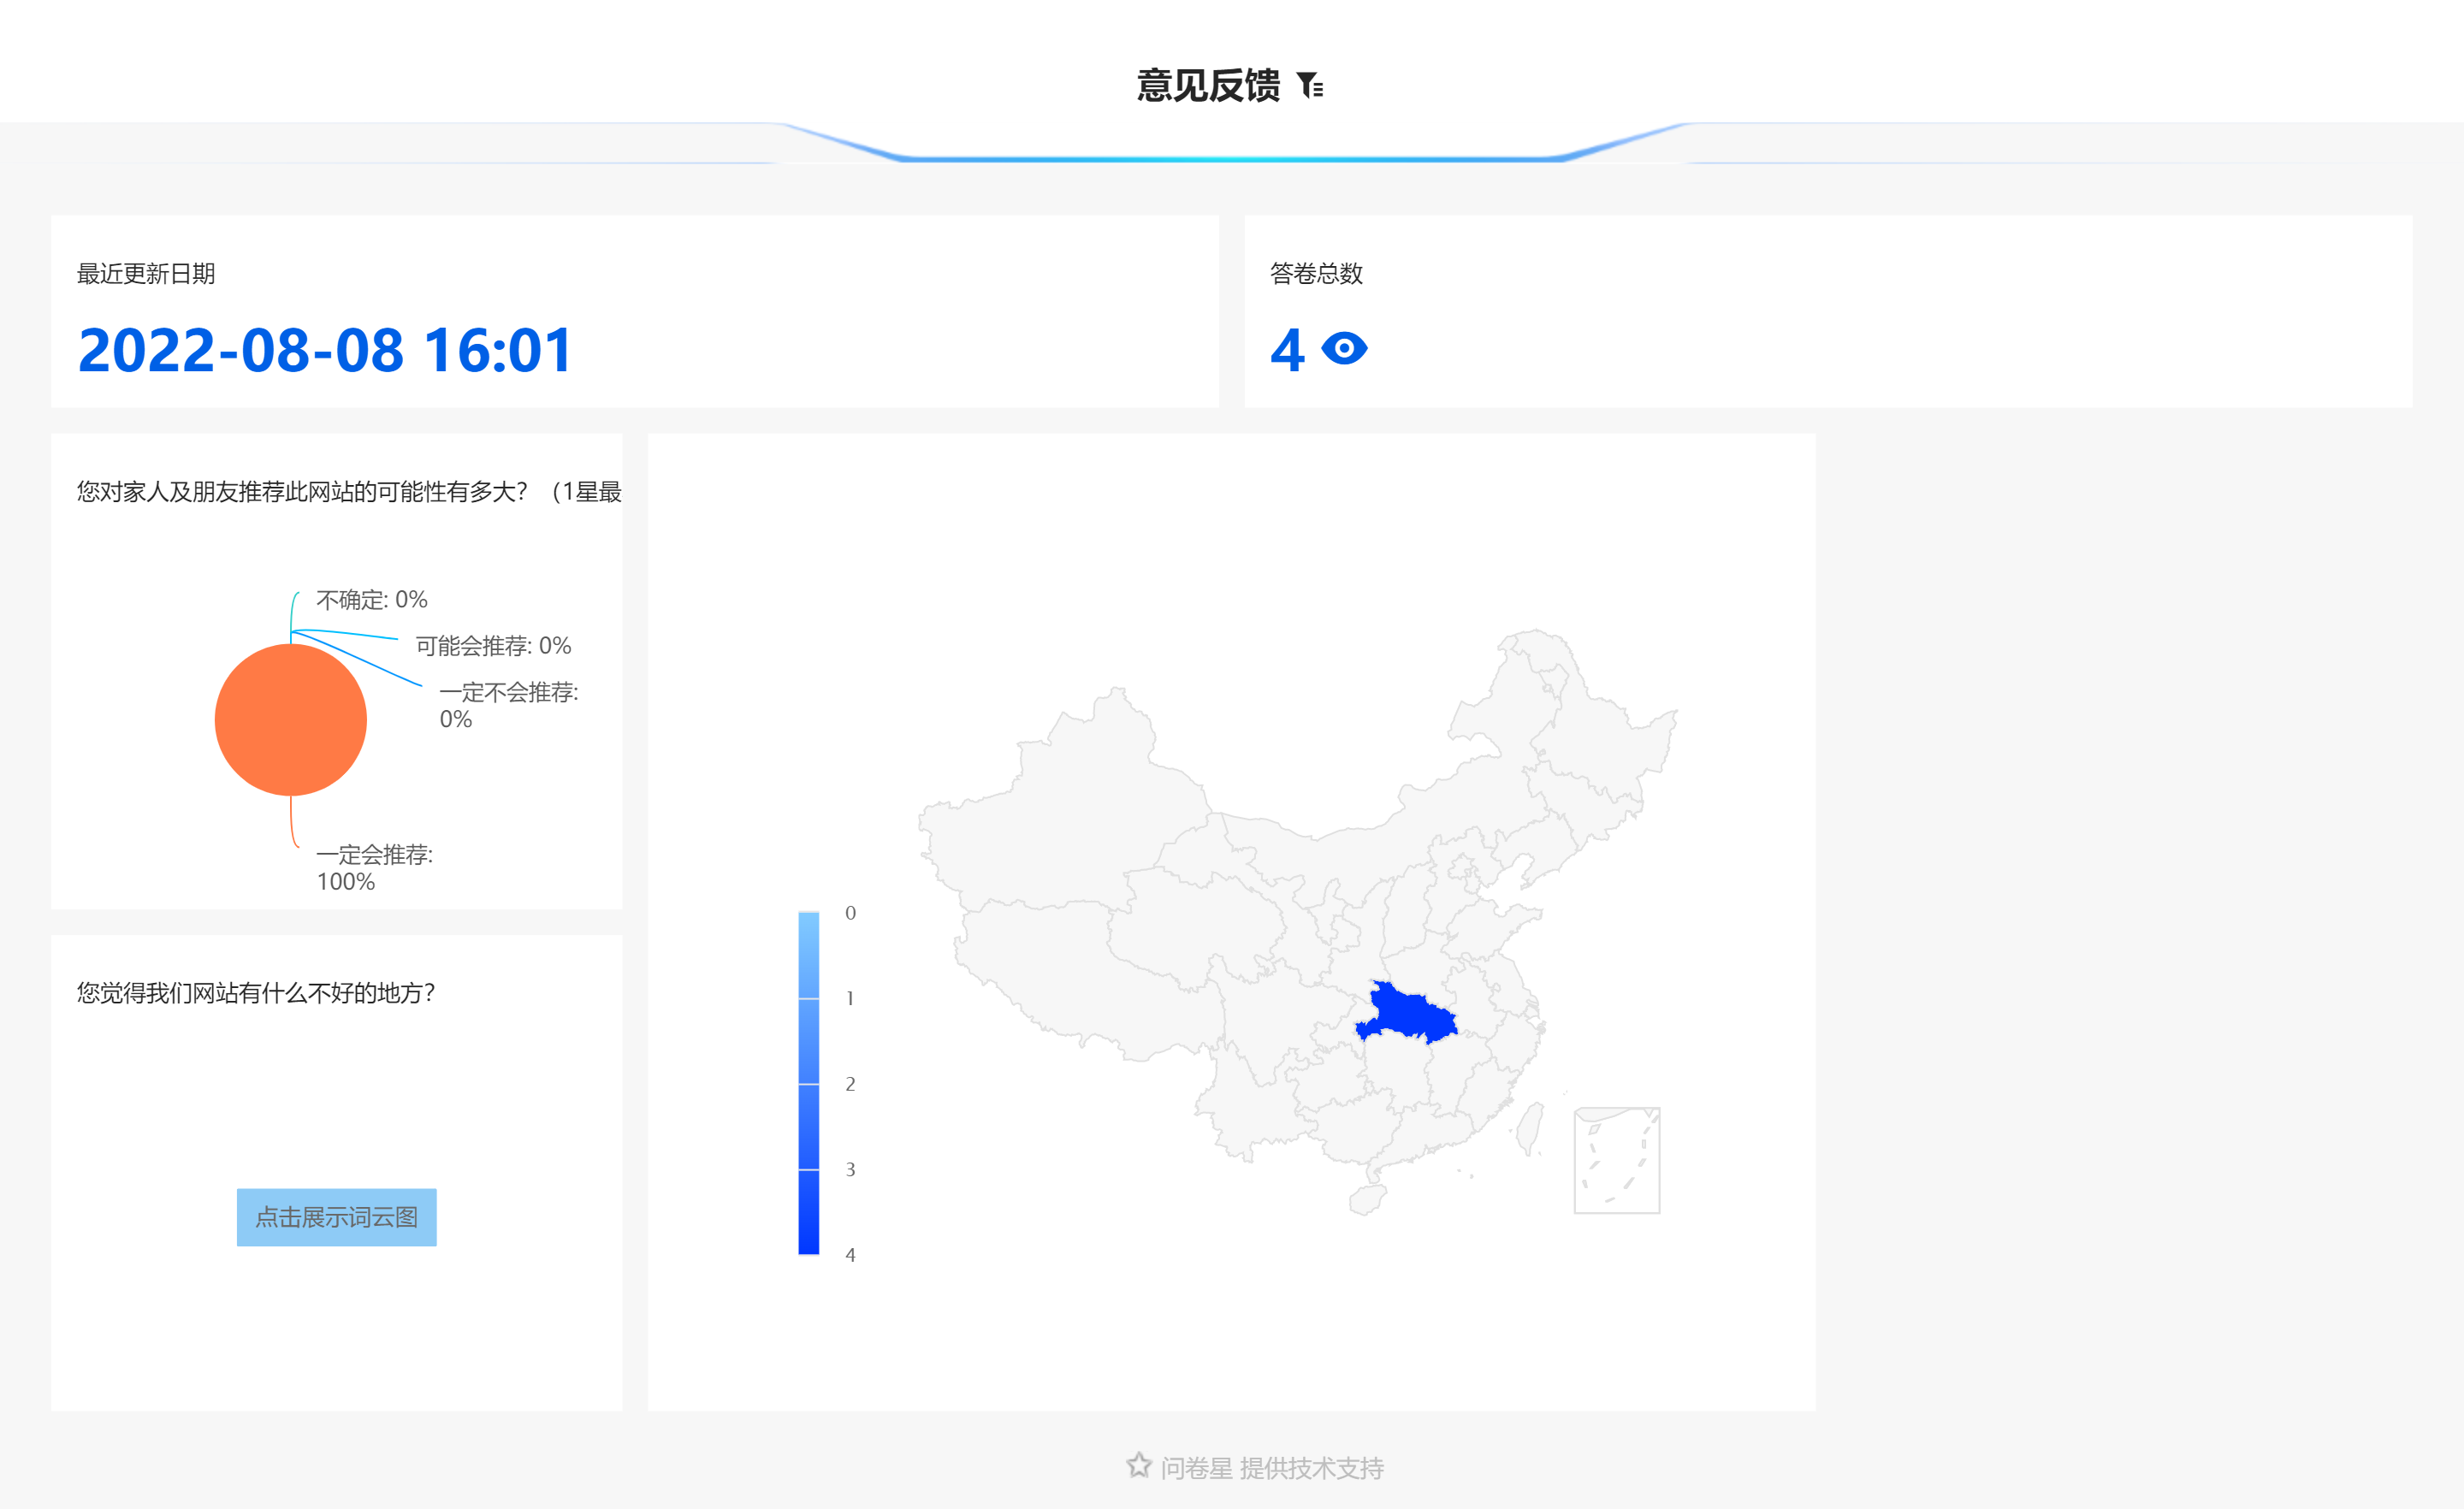 意见反馈
最近更新日期
2022-08-08 16:01
答卷总数
4
您对家人及朋友推荐此网站的可能性有多大？（1星最
不确定: 0%
可能会推荐: 0%
一定不会推荐:
0%
一定会推荐:
100%
0
1
2
3
4
您觉得我们网站有什么不好的地方?
点击展示词云图
问卷星 提供技术支持